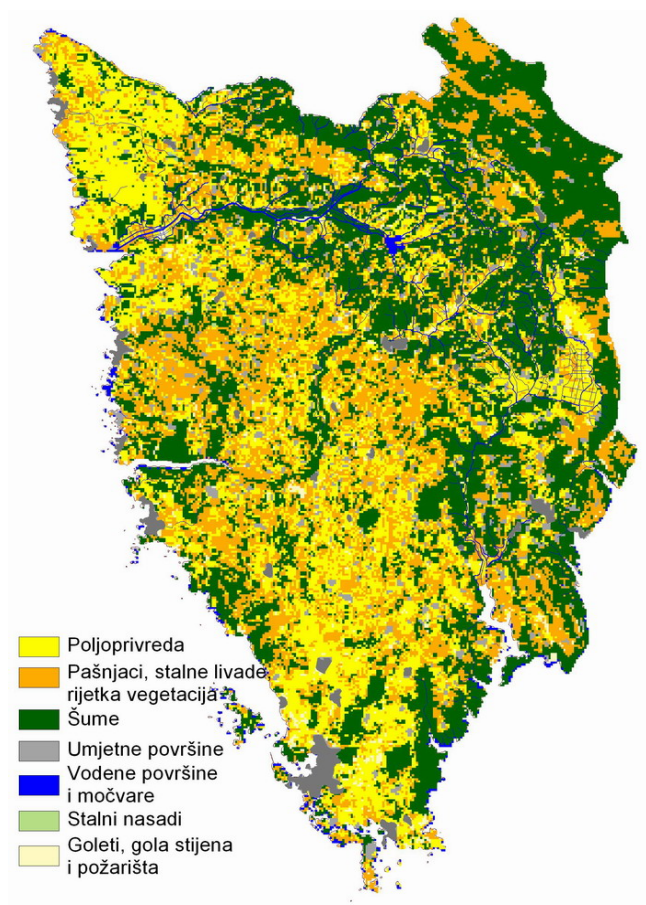 Poljoprivreda
Pašnjaci, stalne livade
rijetka vegetacija
Šume
Umjetne površine
Vodene površine
i močvare
Stalni nasadi
Goleti, gola stijena
i požarišta